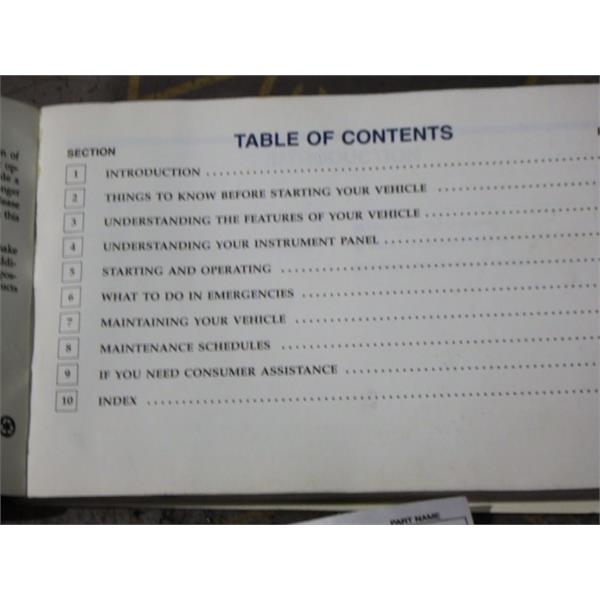 TABLE OF CONTENTS
SECTION
1 INTRODUCTION
2 THINGS TO KNOW BEFORE STARTING YOUR VEHICLE
3 UNDERSTANDING THE FEATURES OF YOUR VEHICLE
4 UNDERSTANDING YOUR INSTRUMENT PANEL
5 STARTING AND OPERATING
6 WHAT TO DO IN EMERGENCIES
7 MAINTAINING YOUR VEHICLE
8 MAINTENANCE SCHEDULES
9 IF YOU NEED CONSUMER ASSISTANCE
10 INDEX
PART NAME